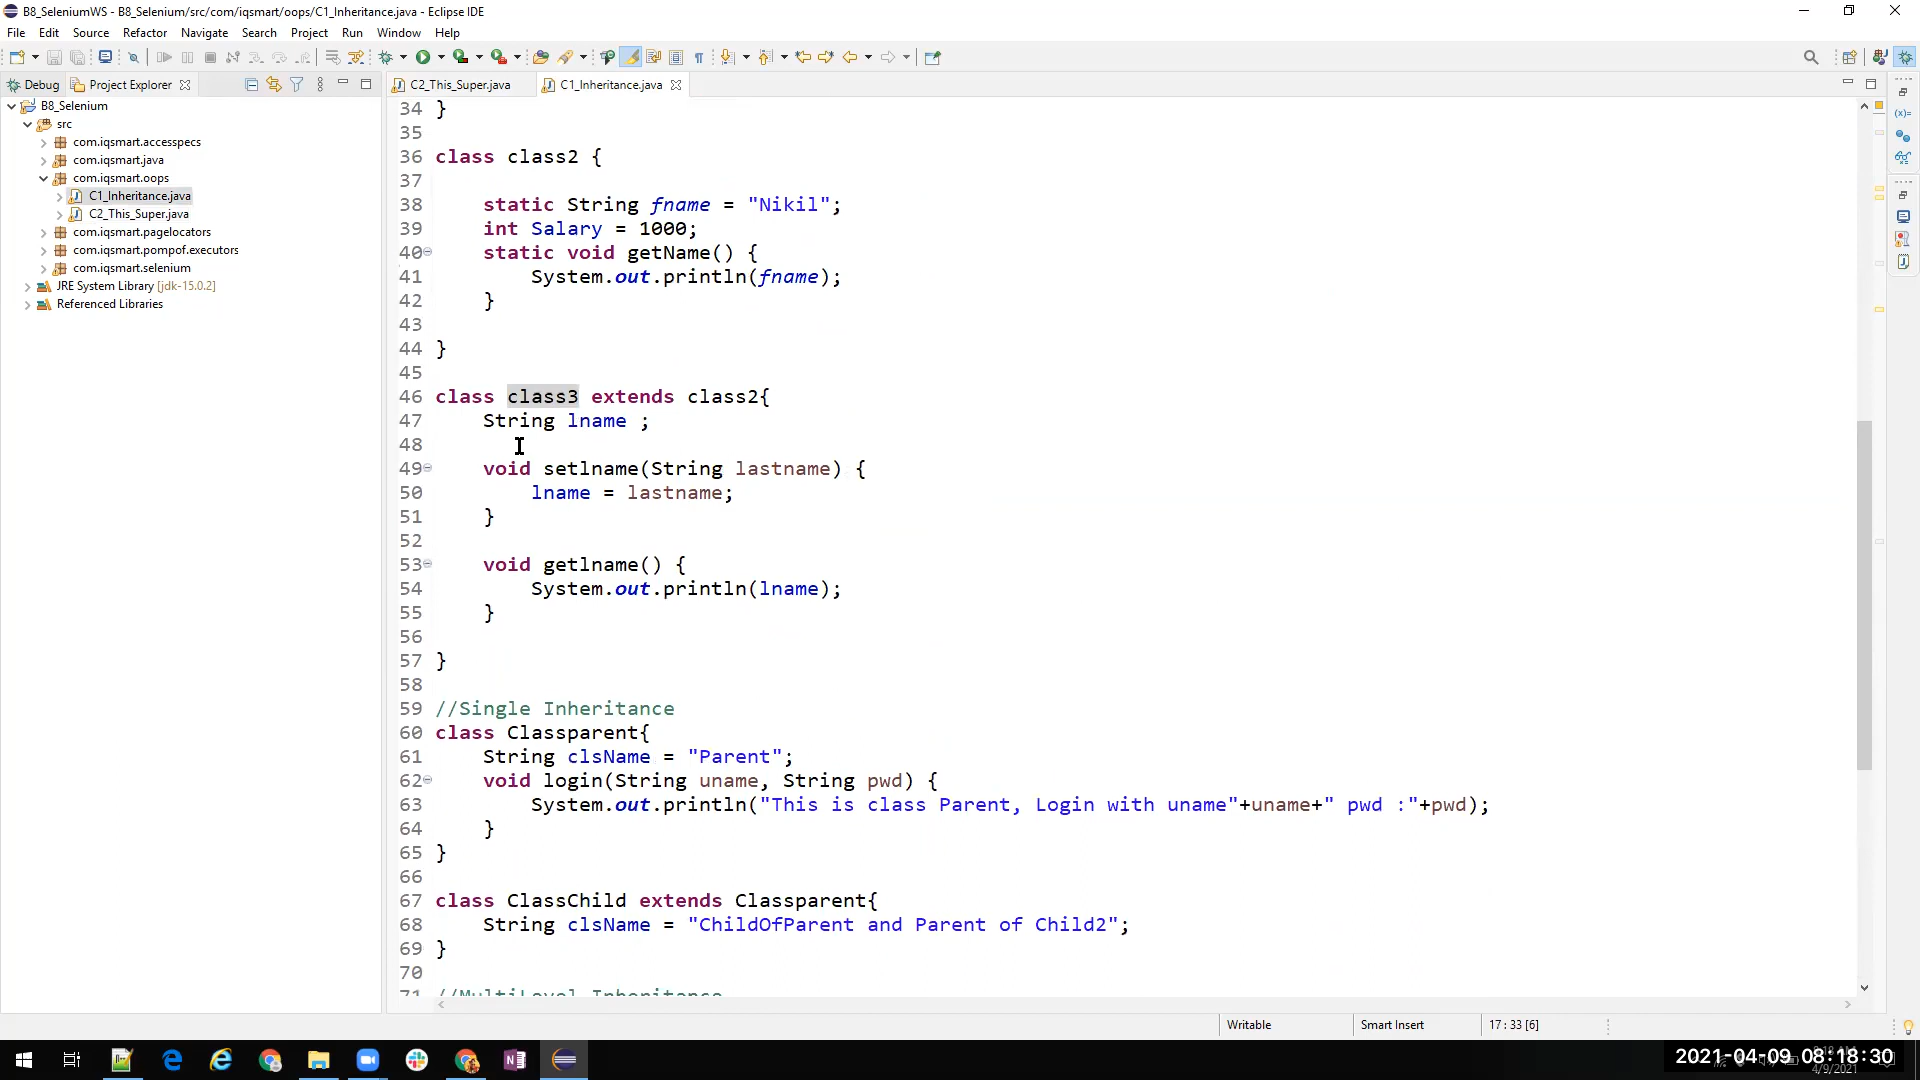 B8_SeleniumWS - B8_Selenium/src/com/iqsmart/oops/C1_Inheritance.java - Eclipse IDE
File Edit Source Refactor Navigate Search Project Run Window Help
Debug Project Explorer
C2_This_Super.java C1_Inheritance.java
B8_Selenium
src
com.iqsmart.accesspecs
com.iqsmart.java
com.iqsmart.oops
C1_Inheritance.java
C2_This_Super.java
com.iqsmart.pagelocators
com.iqsmart.pompof.executors
com.iqsmart.selenium
JRE System Library [jdk-15.0.2]
Referenced Libraries
34 }
35
36 class class2 {
37
38 static String fname = "Nikil";
39 int Salary = 1000;
40 static void getName() {
41 System.out.println(fname);
42 }
43
44 }
45
46 class class3 extends class2{
47 String lname ;
48
49 void setlname(String lastname) {
50 lname = lastname;
51 }
52
53 void getlname() {
54 System.out.println(lname);
55 }
56
57 }
58
59 //Single Inheritance
60 class Classparent{
61 String clsName = "Parent";
62 void login(String uname, String pwd) {
63 System.out.println("This is class Parent, Login with uname"+uname+" pwd :"+pwd);
64 }
65 }
66
67 class ClassChild extends Classparent{
68 String clsName = "ChildOfParent and Parent of Child2";
69 }
70
71 //MultiLevel Inheritance
Writable Smart Insert 17 : 33 [6]
2021-04-09 08:18:30
4/9/2021